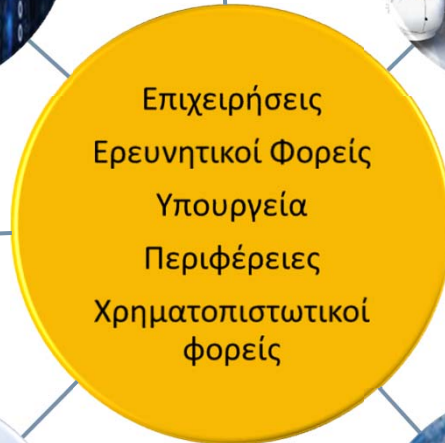 Επιχειρήσεις
Ερευνητικοί Φορείς
Υπουργεία
Περιφέρειες
Χρηματοπιστωτικοί
φορείς